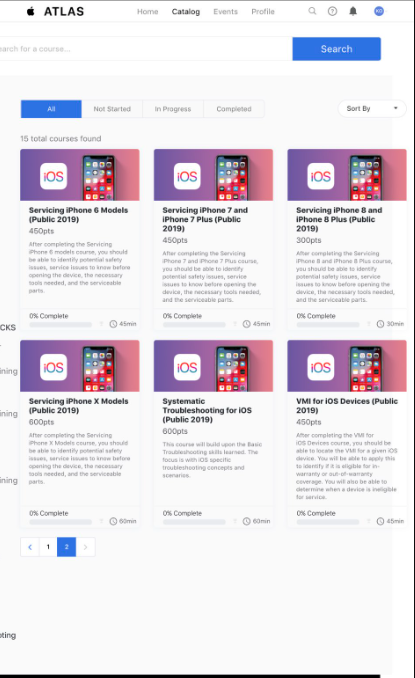 ATLAS
Home Catalog Events Profile
Search for a course...
Search
All Not Started In Progress Completed
Sort By
15 total courses found
iOS
Servicing iPhone 6 Models
(Public 2019)
450pts
After completing the Servicing
iPhone 6 models course, you should
be able to identify potential safety
issues, service issues to know before
opening the device, the necessary
tools needed, and the serviceable
parts.
0% Complete
45min
iOS
Servicing iPhone 7 and
iPhone 7 Plus (Public
2019)
450pts
After completing the Servicing
iPhone 7 and iPhone 7 Plus course,
you should be able to identify
potential safety issues, service
issues to know before opening the
device, the necessary tools needed,
and the serviceable parts.
0% Complete
45min
iOS
Servicing iPhone 8 and
iPhone 8 Plus (Public
2019)
300pts
After completing the Servicing
iPhone 8 and iPhone 8 Plus course,
you should be able to identify
potential safety issues, service
issues to know before opening the
device, the necessary tools needed,
and the serviceable parts.
0% Complete
30min
CKS
ining
ining
ining
iOS
Servicing iPhone X Models
(Public 2019)
600pts
After completing the Servicing
iPhone X Models course, you should
be able to identify potential safety
issues, service issues to know before
opening the device, the necessary
tools needed, and the serviceable
parts.
0% Complete
60min
iOS
Systematic
Troubleshooting for iOS
(Public 2019)
600pts
This course will build upon the Basic
Troubleshooting skills learned. The
focus is with iOS specific
troubleshooting concepts and
scenarios.
0% Complete
60min
iOS
VMI for iOS Devices (Public
2019)
450pts
After completing the VMI for
iOS Devices course, you should be
able to locate the VMI for a given iOS
device. You will be able to apply this
to identify if it is eligible for in-
warranty or out-of-warranty
coverage. You will also be able to
determine when a device is ineligible
for service.
0% Complete
45min
< 1 2 >
oting